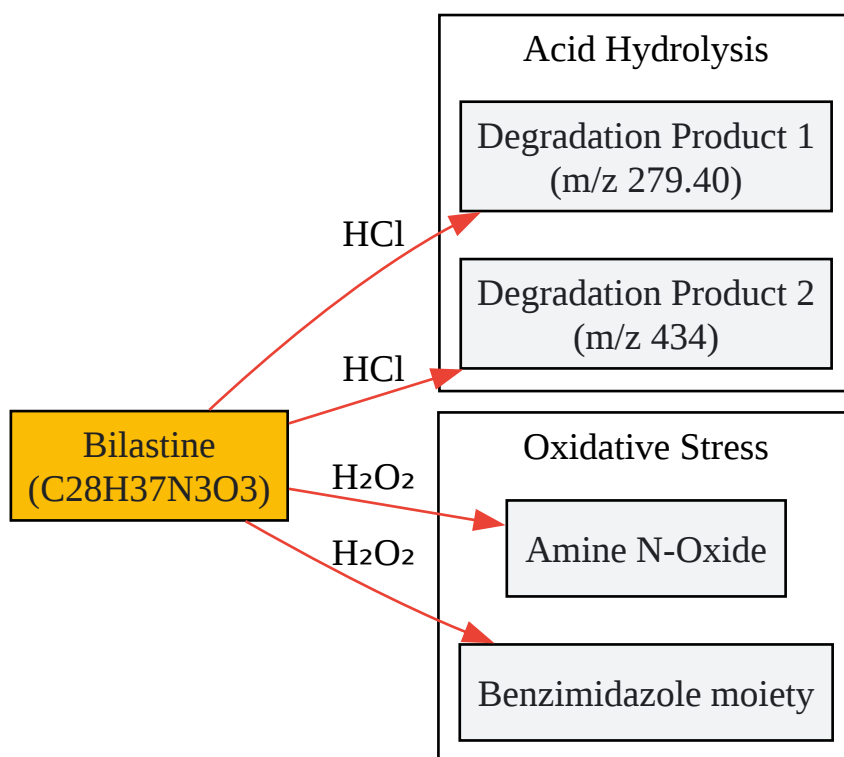 Acid Hydrolysis
Degradation Product 1
(m/z 279.40)
HCl
Degradation Product 2
(m/z 434)
HCl
Bilastine
(C28H37N3O3)
Oxidative Stress
H₂O₂
Amine N-Oxide
H₂O₂
Benzimidazole moiety